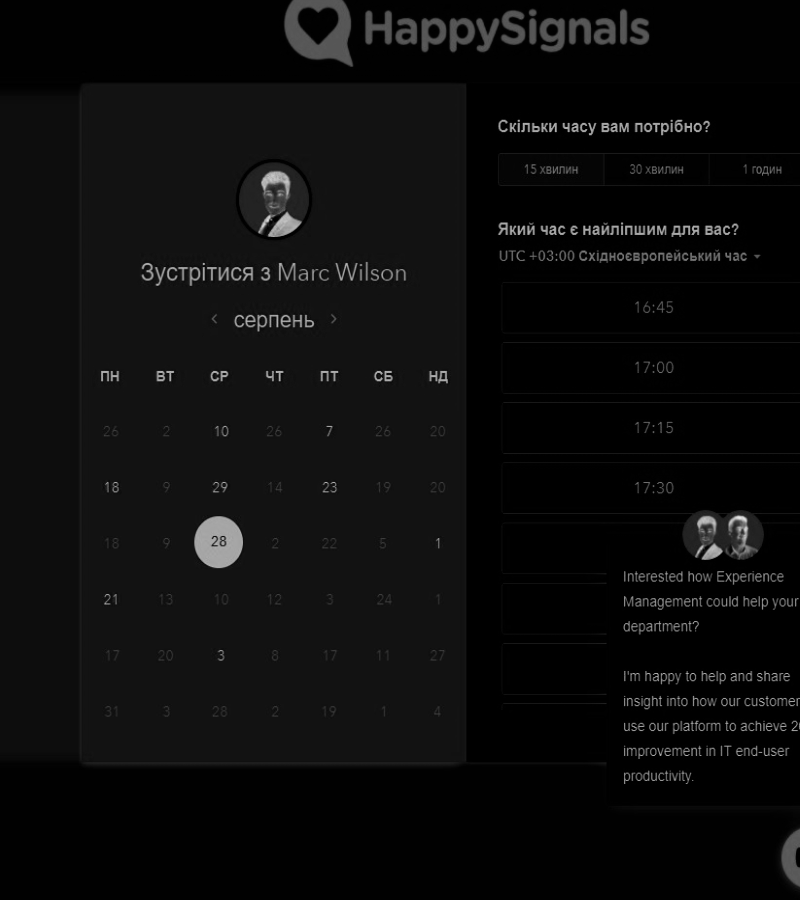 HappySignals
Зустрітися з Marc Wilson
серпень
ПН ВТ СР ЧТ ПТ СБ НД
26 2 10 26 7 26 20
18 9 29 14 23 19 20
18 9 28 2 22 5 1
21 13 10 12 3 24 1
17 20 3 8 17 11 27
31 3 28 2 19 1 4
Скільки часу вам потрібно?
15 хвилин 30 хвилин 1 годин
Який час є найліпшим для вас?
UTC +03:00 Східноєвропейський час
16:45
17:00
17:15
17:30
Interested how Experience
Management could help your
department?
I'm happy to help and share
insight into how our customer
use our platform to achieve 2
improvement in IT end-user
productivity.